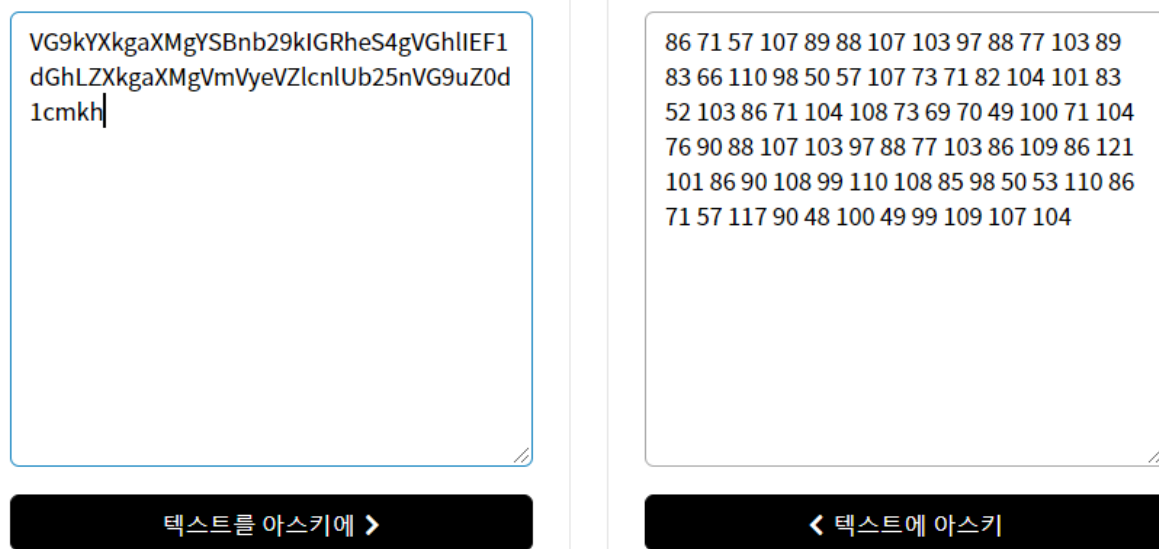 VG9kYXkgaXMgYSBnb29kIGRheS4gVGhlIEF1
dGhLZXkgaXMgVmVyeVZlcnlUb25nVG9uZ0d
1cmkh
86 71 57 107 89 88 107 103 97 88 77 103 89
83 66 110 98 50 57 107 73 71 82 104 101 83
52 103 86 71 104 108 73 69 70 49 100 71 104
76 90 88 107 103 97 88 77 103 86 109 86 121
101 86 90 108 99 110 108 85 98 50 53 110 86
71 57 117 90 48 100 49 99 109 107 104
텍스트를 아스키에
텍스트에 아스키